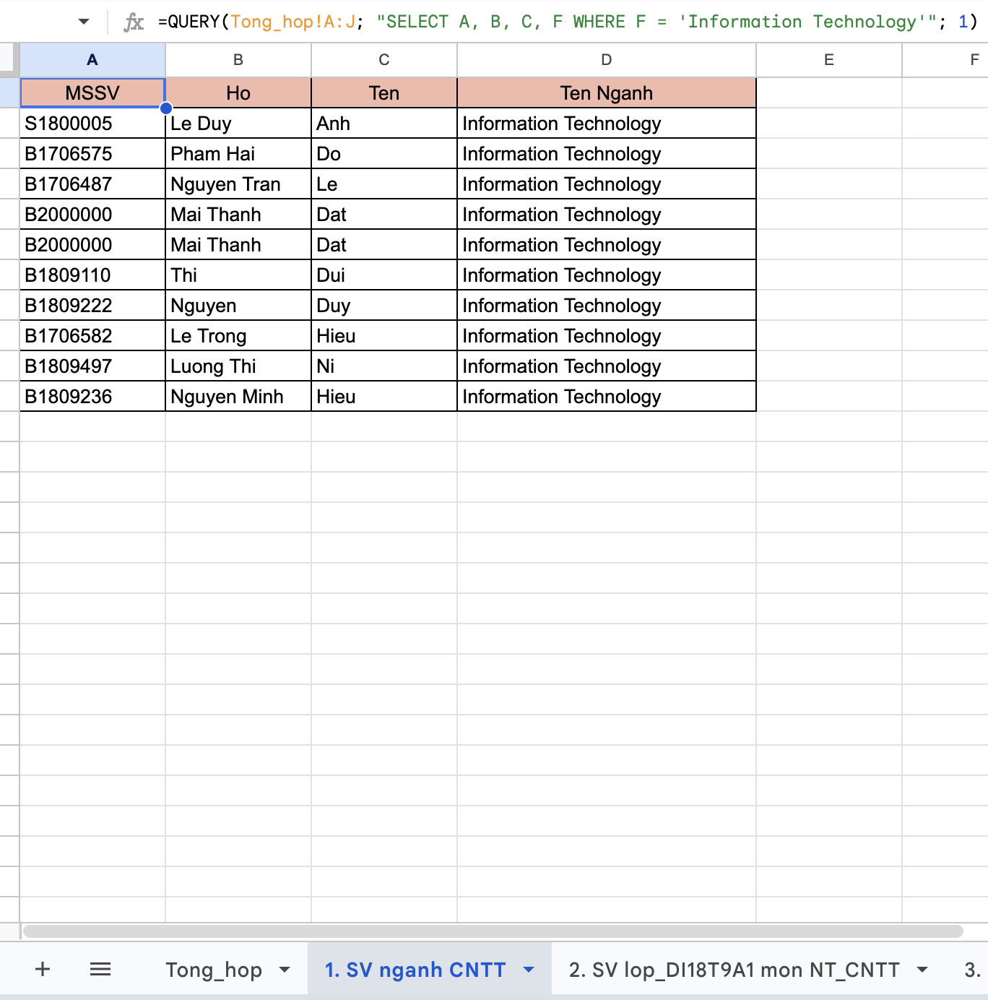 fx =QUERY(Tong_hop!A:J; "SELECT A, B, C, F WHERE F = 'Information Technology'"; 1)
A B C D E F
MSSV Ho Ten Ten Nganh
S1800005 Le Duy Anh Information Technology
B1706575 Pham Hai Do Information Technology
B1706487 Nguyen Tran Le Information Technology
B2000000 Mai Thanh Dat Information Technology
B2000000 Mai Thanh Dat Information Technology
B1809110 Thi Dui Information Technology
B1809222 Nguyen Duy Information Technology
B1706582 Le Trong Hieu Information Technology
B1809497 Luong Thi Ni Information Technology
B1809236 Nguyen Minh Hieu Information Technology
Tong_hop 1. SV nganh CNTT 2. SV lop_DI18T9A1 mon NT_CNTT 3.